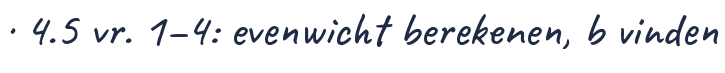 · 4.5 vr. 1–4: evenwicht berekenen, b vinden